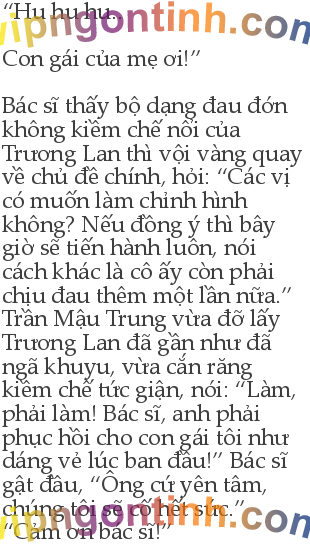 “Hu hu hu...
vipngontinh.com
Con gái của mẹ ơi!”
Bác sĩ thấy bộ dạng đau đớn
không kiềm chế nổi của
Trương Lan thì vội vàng quay
về chủ đề chính, hỏi: “Các vị
có muốn làm chỉnh hình
không? Nếu đồng ý thì bây
giờ sẽ tiến hành luôn, nói
cách khác là cô ấy còn phải
chịu đau thêm một lần nữa.”
Trần Mậu Trung vừa đỡ lấy
Trương Lan đã gần như đã
ngã khuỵu, vừa cắn răng
kiềm chế tức giận, nói: “Làm,
phải làm! Bác sĩ, anh phải
phục hồi cho con gái tôi như
dáng vẻ lúc ban đầu!” Bác sĩ
gật đầu, “Ông cứ yên tâm,
chúng tôi sẽ cố hết sức.”
vipngontinh.com
“Cảm ơn bác sĩ!”